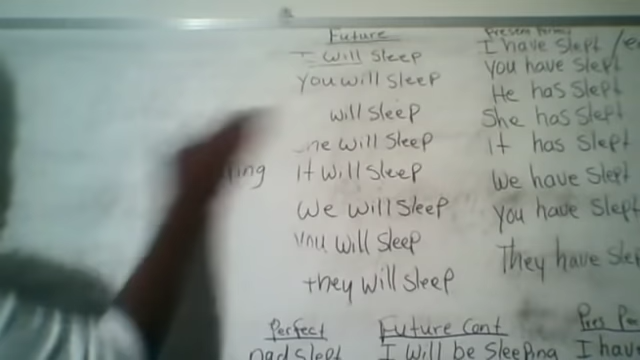 Future
I will sleep
you will sleep
will sleep
he will sleep
it will sleep
we will sleep
you will sleep
they will sleep
I have slept
you have slept
He has slept
She has slept
it has slept
we have slept
you have slept
They have
ing
Perfect
slept
Future Cont
I will be sleeping
I